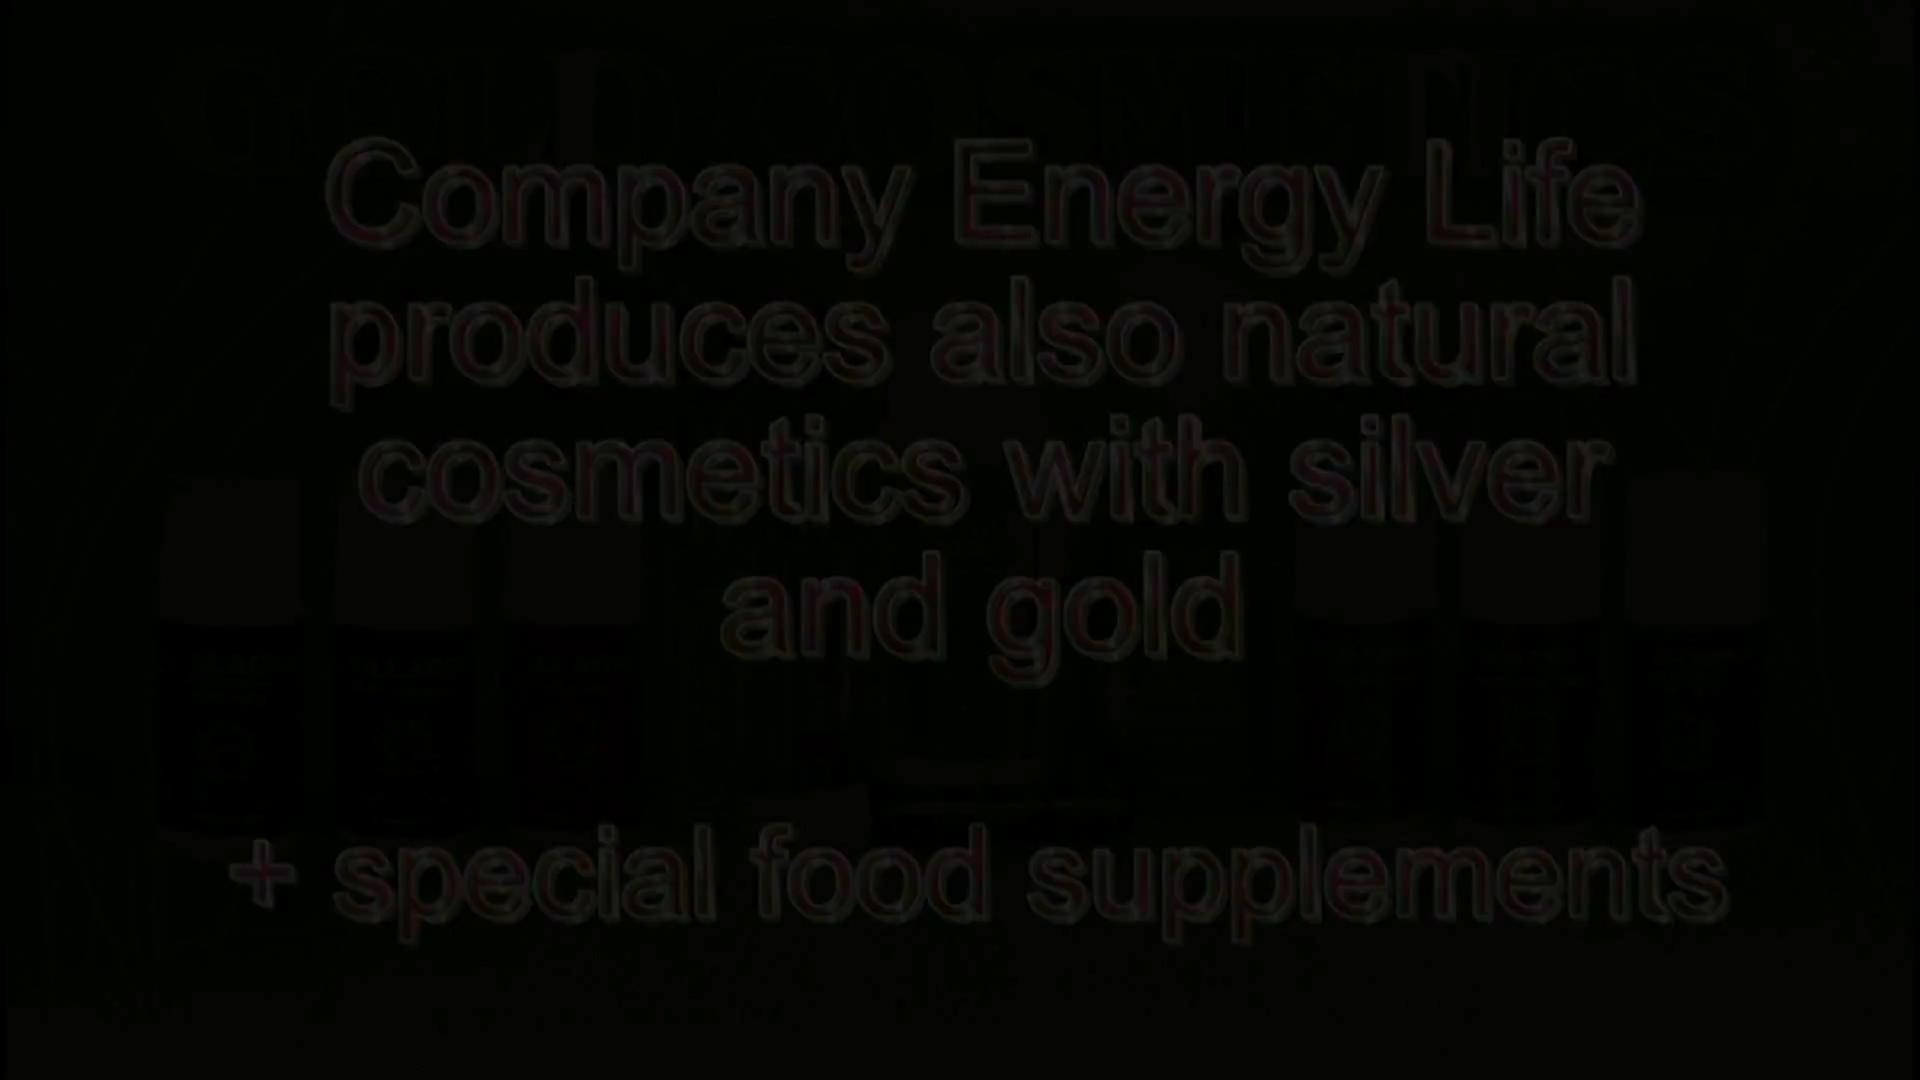 Company Energy Life
produces also natural
cosmetics with silver
and gold
+ special food supplements